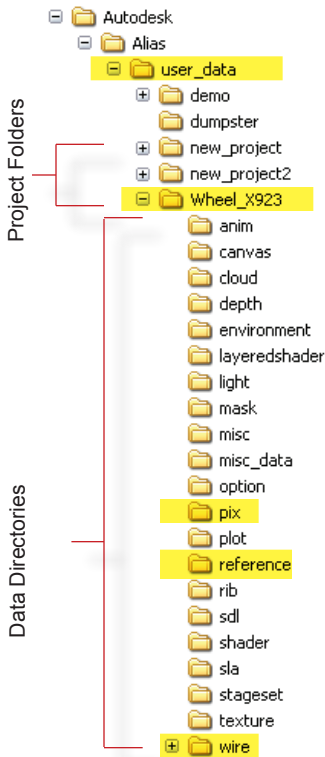 Autodesk
Alias
user_data
demo
dumpster
new_project
new_project2
Wheel_X923
anim
canvas
cloud
depth
environment
layeredshader
light
mask
misc
misc_data
option
pix
plot
reference
rib
sdl
shader
sla
stageset
texture
wire
Project Folders
Data Directories